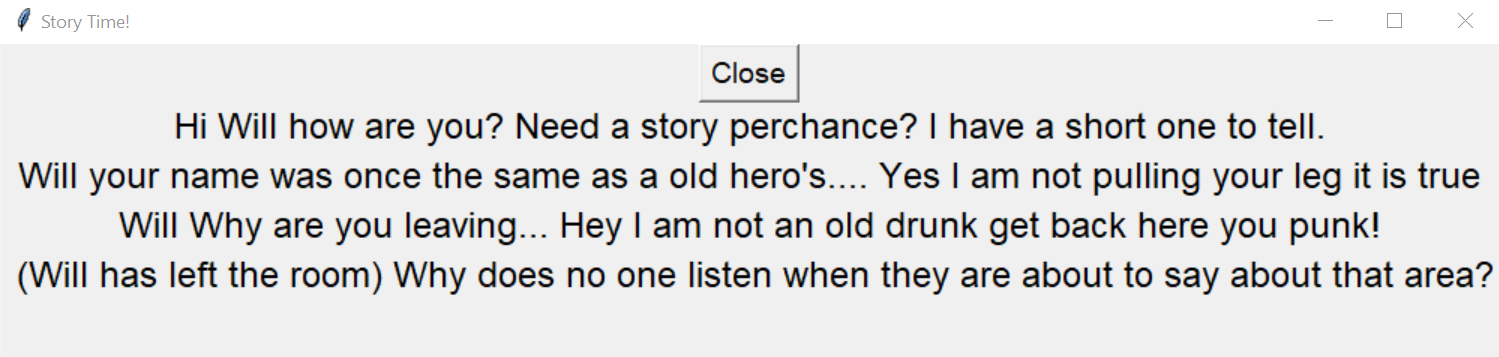 Story Time!
Close
Hi Will how are you? Need a story perchance? I have a short one to tell.
Will your name was once the same as a old hero's.... Yes I am not pulling your leg it is true
Will Why are you leaving... Hey I am not an old drunk get back here you punk!
(Will has left the room) Why does no one listen when they are about to say about that area?